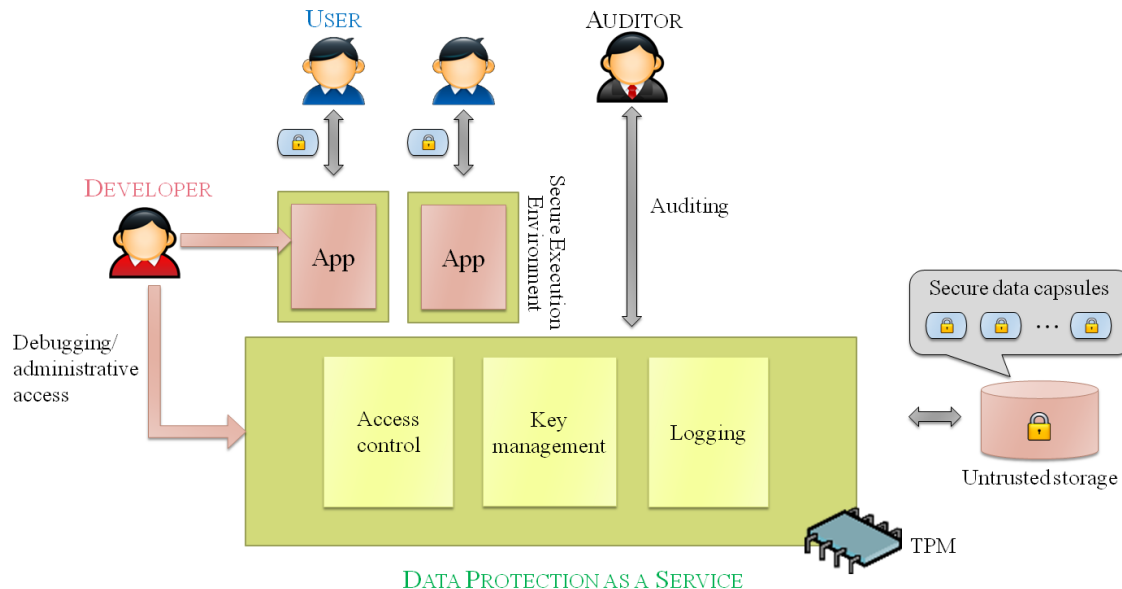 USER
AUDITOR
DEVELOPER
App
App
Secure Execution
Environment
Auditing
Secure data capsules
...
Debugging/
administrative
access
Access
control
Key
management
Logging
Untrusted storage
TPM
DATA PROTECTION AS A SERVICE